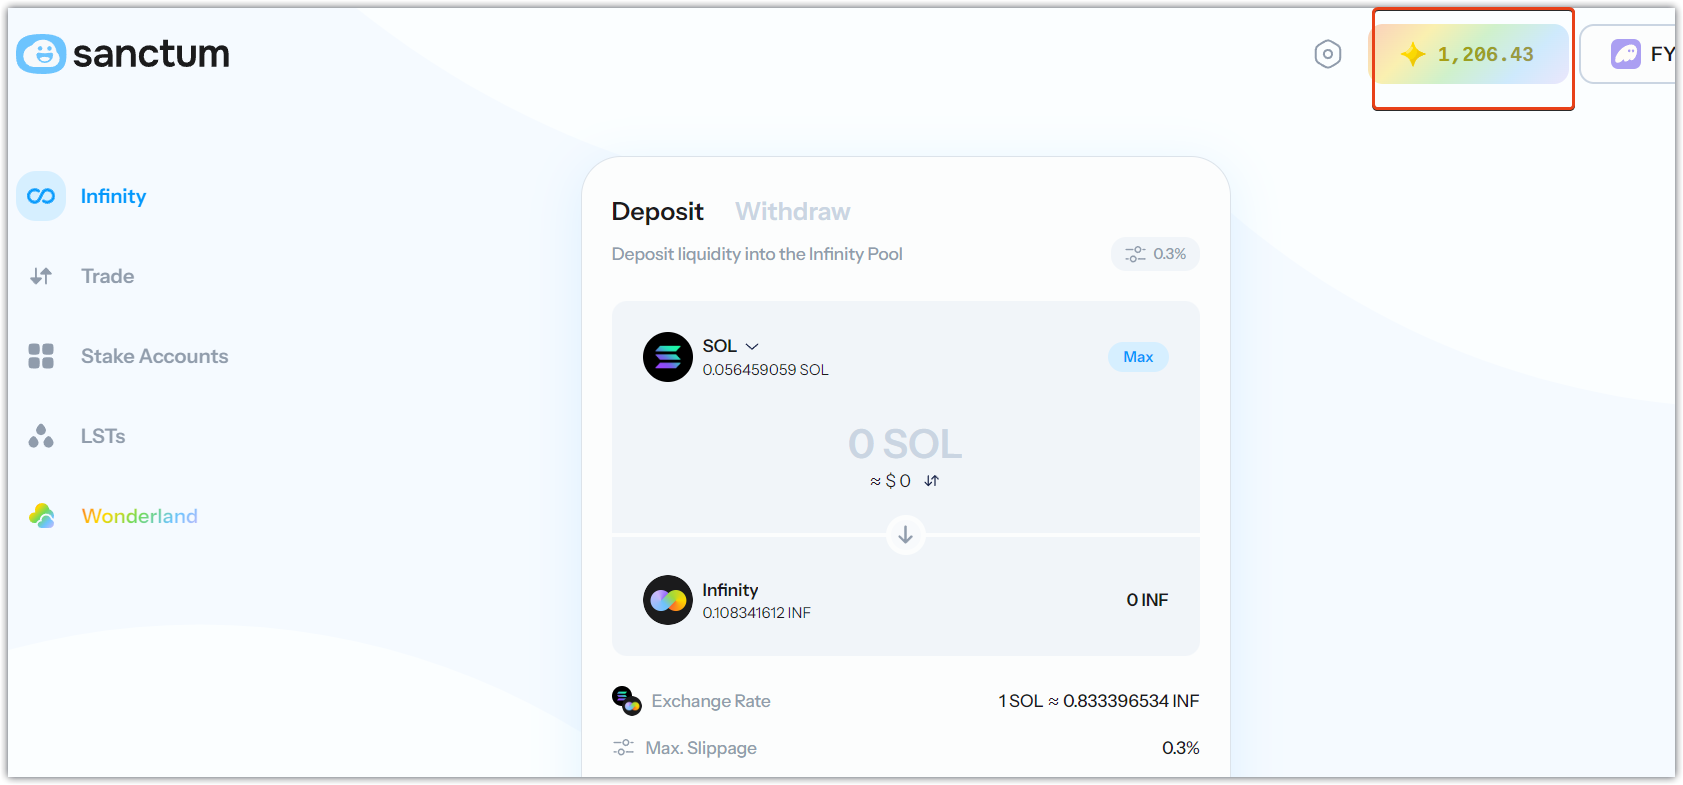 sanctum
1,206.43
FY
Infinity
Trade
Stake Accounts
LSTs
Wonderland
Deposit Withdraw
Deposit liquidity into the Infinity Pool
0.3%
SOL
0.056459059 SOL
Max
0 SOL
≈ $ 0
Infinity
0.108341612 INF
0 INF
Exchange Rate
1 SOL ≈ 0.833396534 INF
Max. Slippage
0.3%